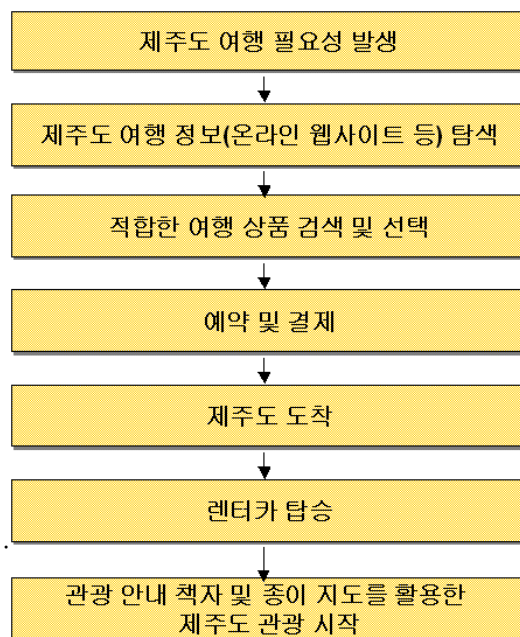 제주도 여행 필요성 발생
제주도 여행 정보(온라인 웹사이트 등) 탐색
적합한 여행 상품 검색 및 선택
예약 및 결제
제주도 도착
렌터카 탑승
관광 안내 책자 및 종이 지도를 활용한
제주도 관광 시작